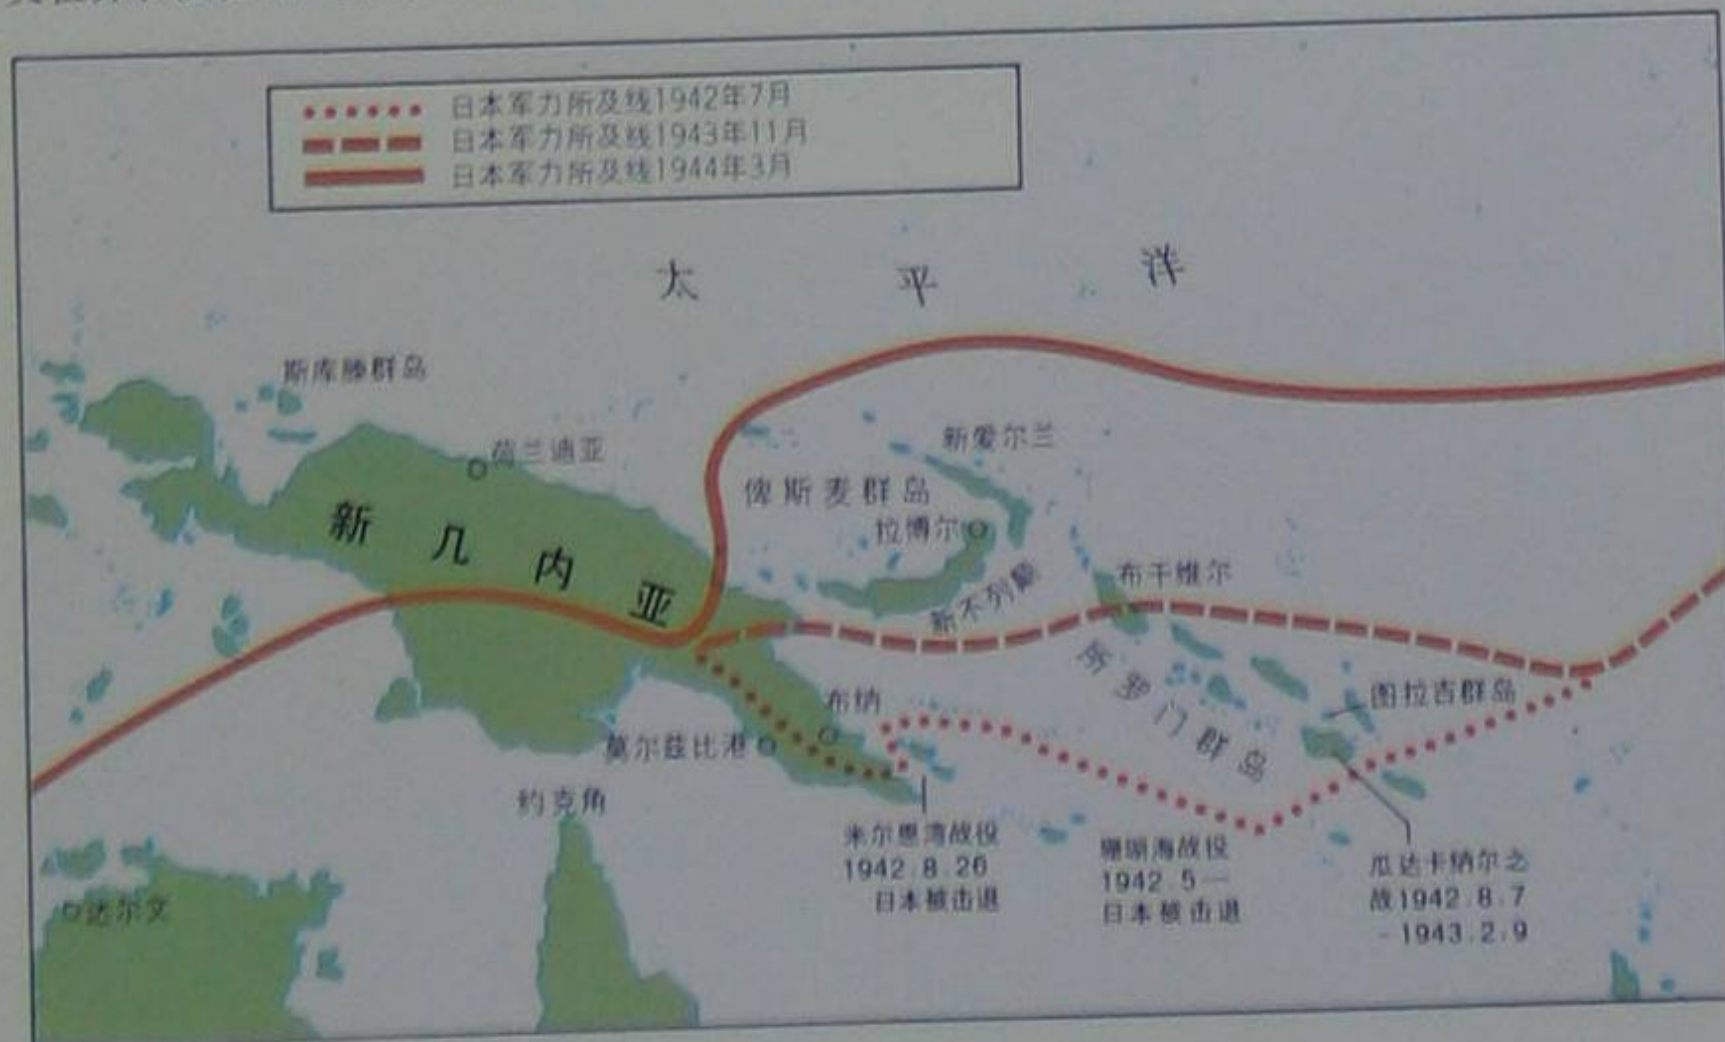 日本军力所及线1942年7月
日本军力所及线1943年11月
日本军力所及线1944年3月
太平洋
斯库滕群岛
荷兰迪亚
新爱尔兰
俾斯麦群岛
拉博尔
新几内亚
布干维尔
新不列颠
所罗门群岛
图拉吉群岛
布纳
莫尔兹比港
约克角
米尔恩湾战役
1942.8.26
日本被击退
珊瑚海战役
1942.5—
日本被击退
瓜达卡纳尔之
战1942.8.7
-1943.2.9
达尔文